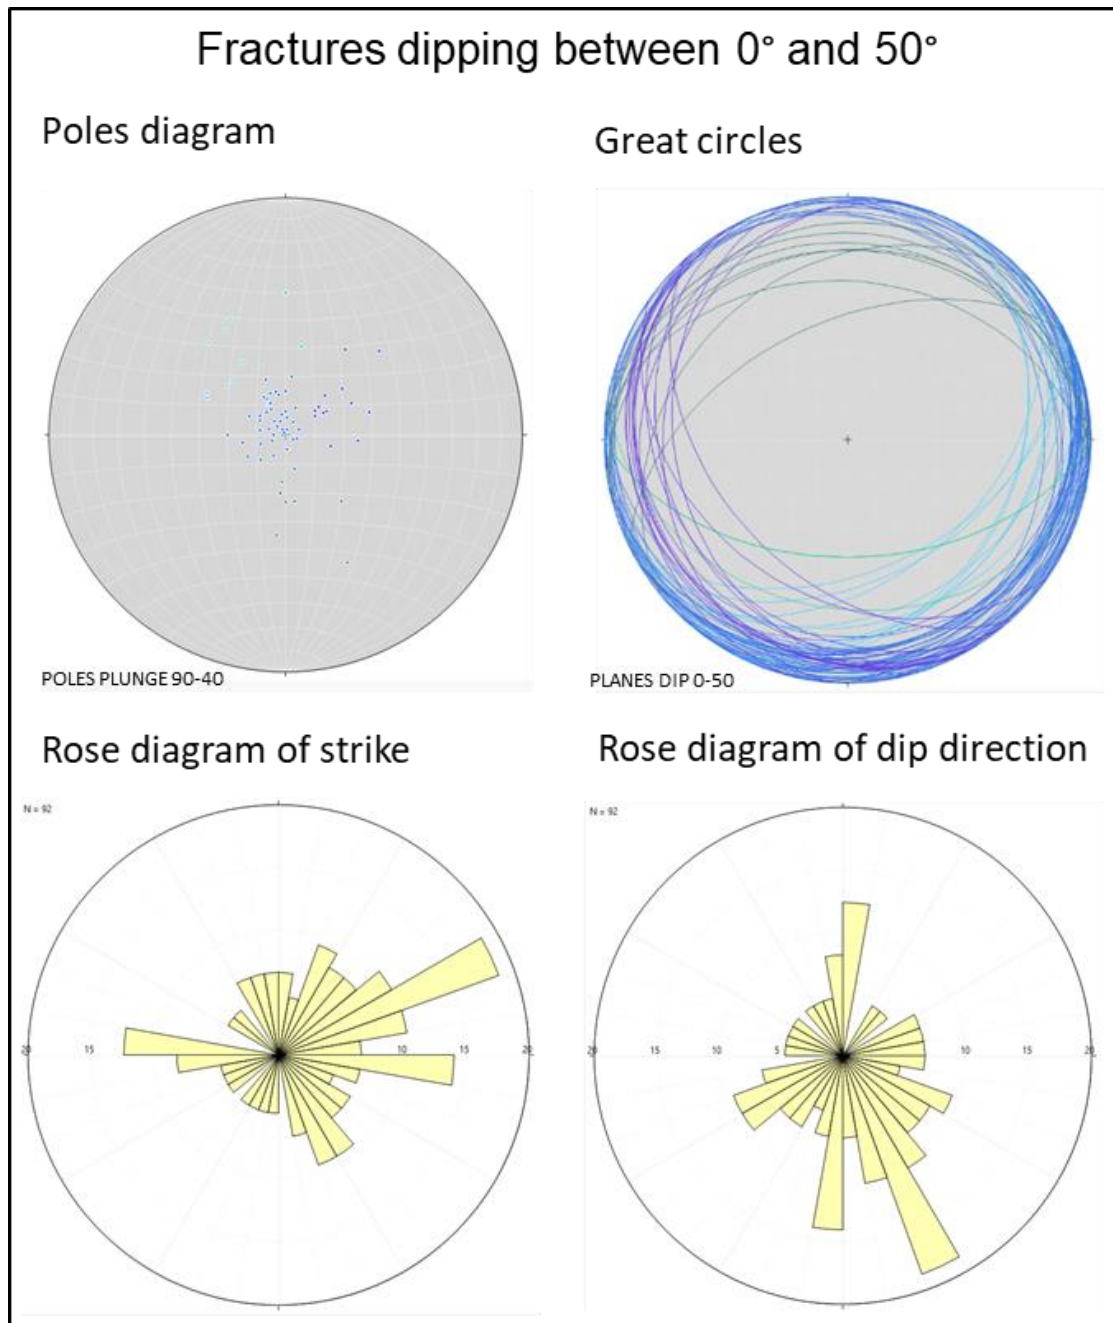 Fractures dipping between 0° and 50°
Poles diagram
Great circles
POLES PLUNGE 90-40
PLANES DIP 0-50
Rose diagram of strike
Rose diagram of dip direction
N = 92
N = 92
20 15 10 15 20
20 15 10 5 10 15 20